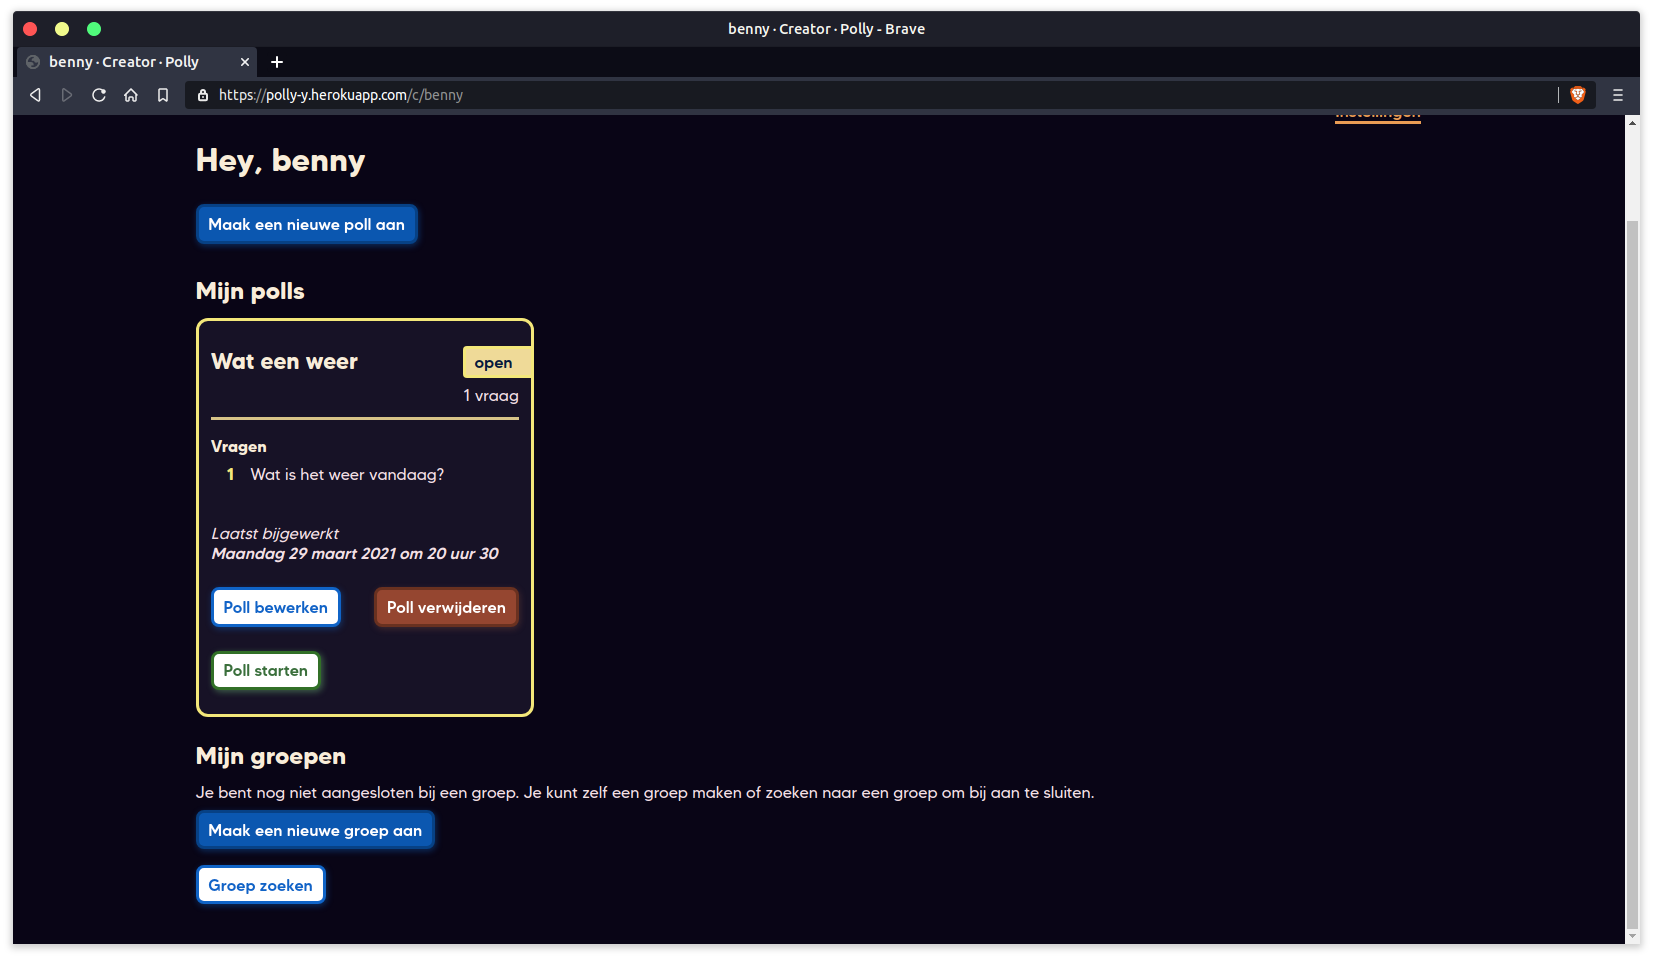 benny · Creator · Polly - Brave
benny · Creator · Polly
https://polly-y.herokuapp.com/c/benny
Instellingen
Hey, benny
Maak een nieuwe poll aan
Mijn polls
Wat een weer
open
1 vraag
Vragen
1 Wat is het weer vandaag?
Laatst bijgewerkt
Maandag 29 maart 2021 om 20 uur 30
Poll bewerken
Poll verwijderen
Poll starten
Mijn groepen
Je bent nog niet aangesloten bij een groep. Je kunt zelf een groep maken of zoeken naar een groep om bij aan te sluiten.
Maak een nieuwe groep aan
Groep zoeken